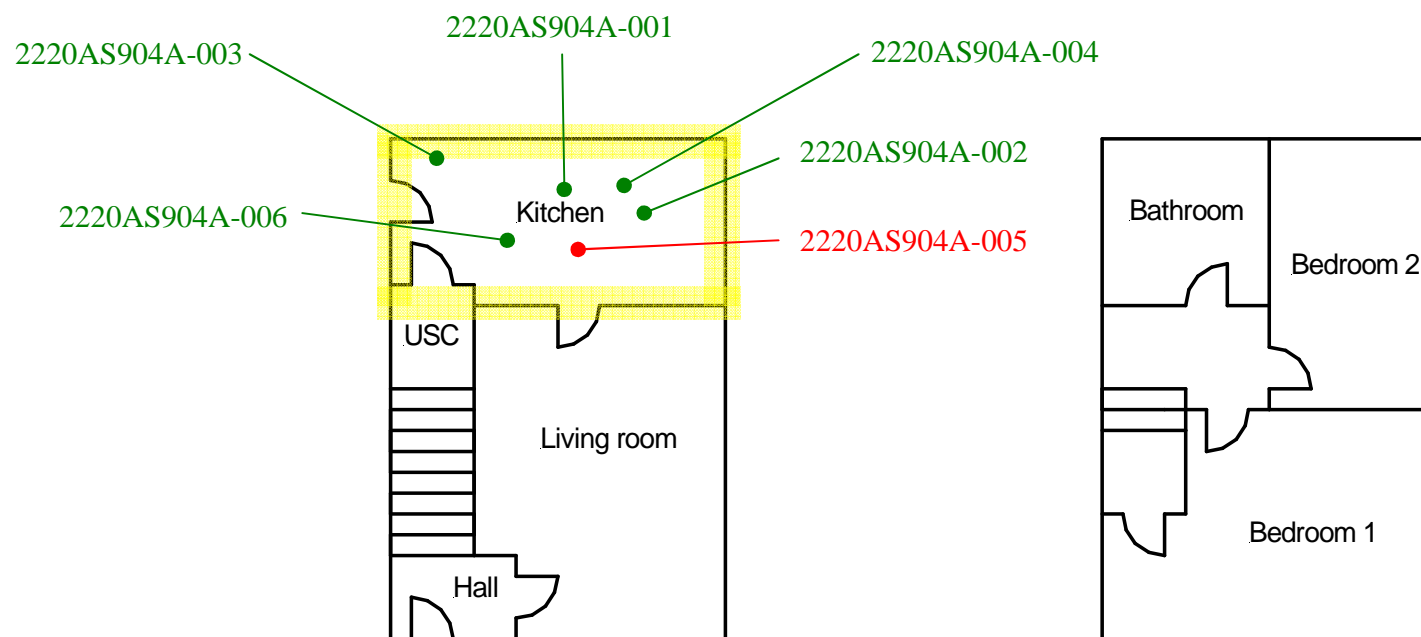 2220AS904A-001
2220AS904A-003
2220AS904A-004
2220AS904A-002
Kitchen
2220AS904A-006
2220AS904A-005
USC
Living room
Hall
Bathroom
Bedroom 2
Bedroom 1